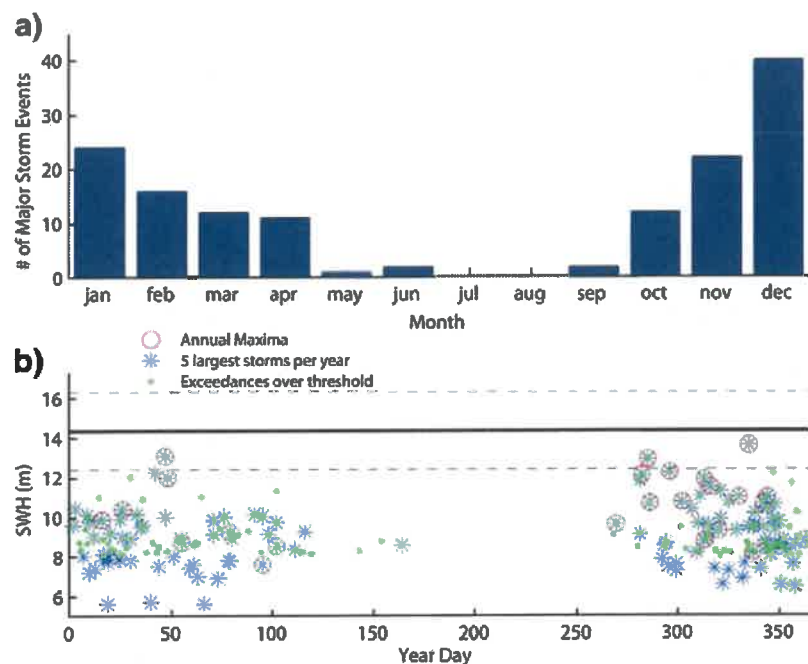 a)
# of Major Storm Events
40
30
20
10
0
jan feb mar apr may jun jul aug sep oct nov dec
Month
Annual Maxima
5 largest storms per year
Exceedances over threshold
b)
SWH (m)
16
14
12
10
8
6
0 50 100 150 200 250 300 350
Year Day